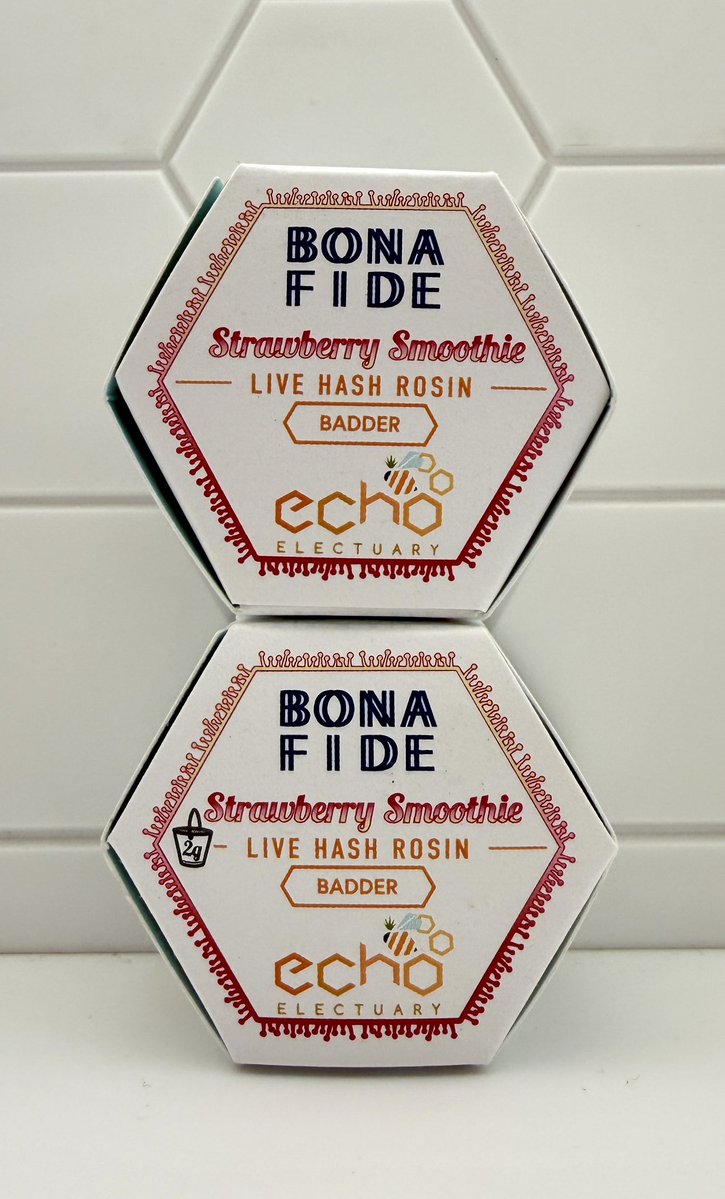 BONA
FIDE
Strawberry Smoothie
LIVE HASH ROSIN
BADDER
echo
ELECTUARY
BONA
FIDE
Strawberry Smoothie
2g
LIVE HASH ROSIN
BADDER
echo
ELECTUARY